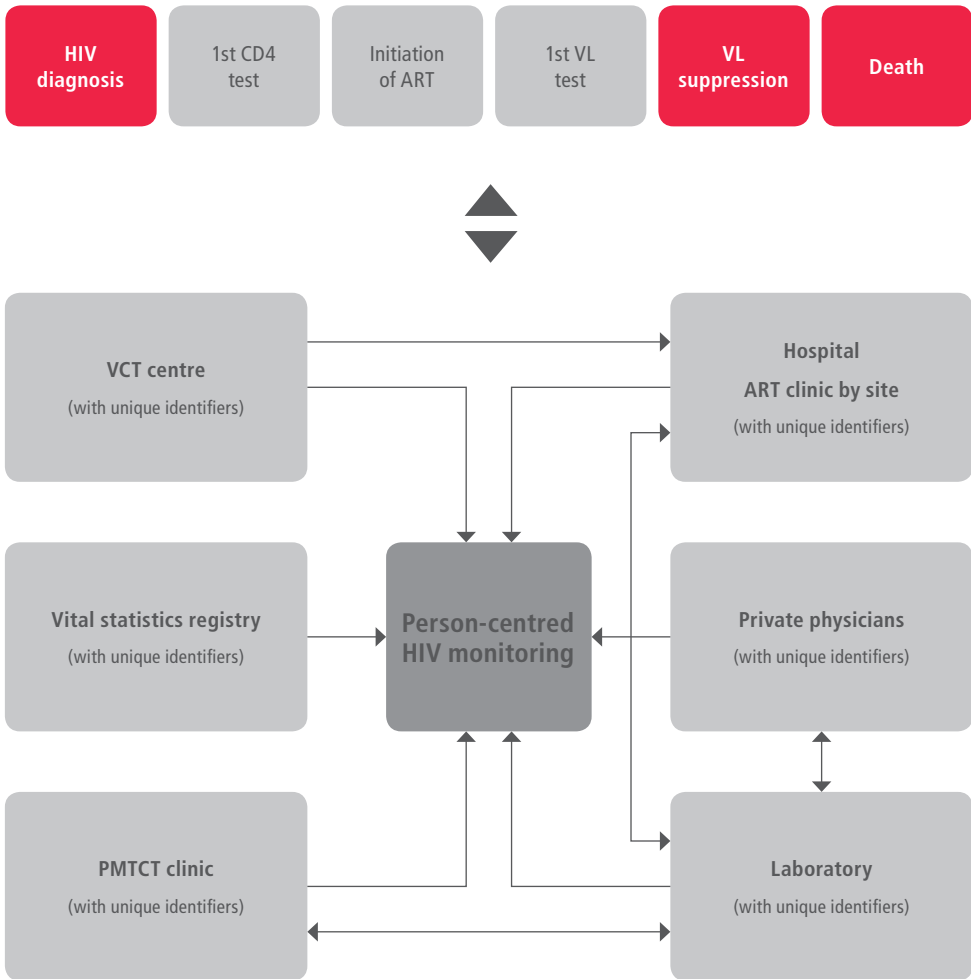 HIV
diagnosis
1st CD4
test
Initiation
of ART
1st VL
test
VL
suppression
Death
VCT centre
(with unique identifiers)
Hospital
ART clinic by site
(with unique identifiers)
Vital statistics registry
(with unique identifiers)
Person-centred
HIV monitoring
Private physicians
(with unique identifiers)
PMTCT clinic
(with unique identifiers)
Laboratory
(with unique identifiers)